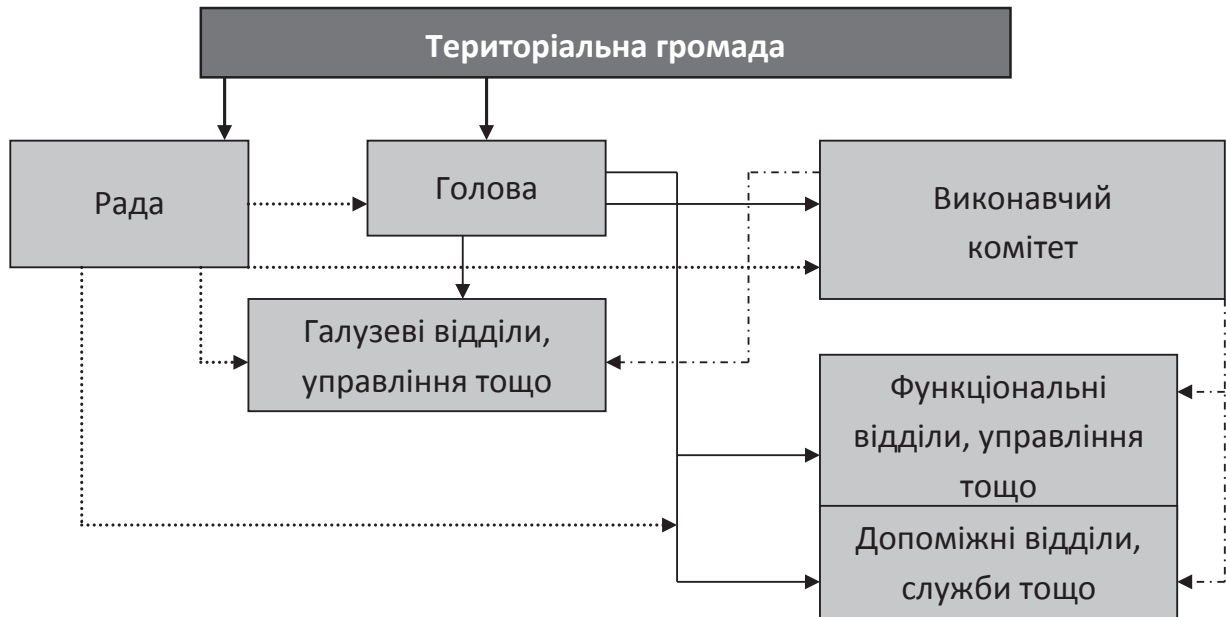 Територіальна громада
Рада
Голова
Виконавчий
комітет
Галузеві відділи,
управління тощо
Функціональні
відділи, управління
тощо
Допоміжні відділи,
служби тощо